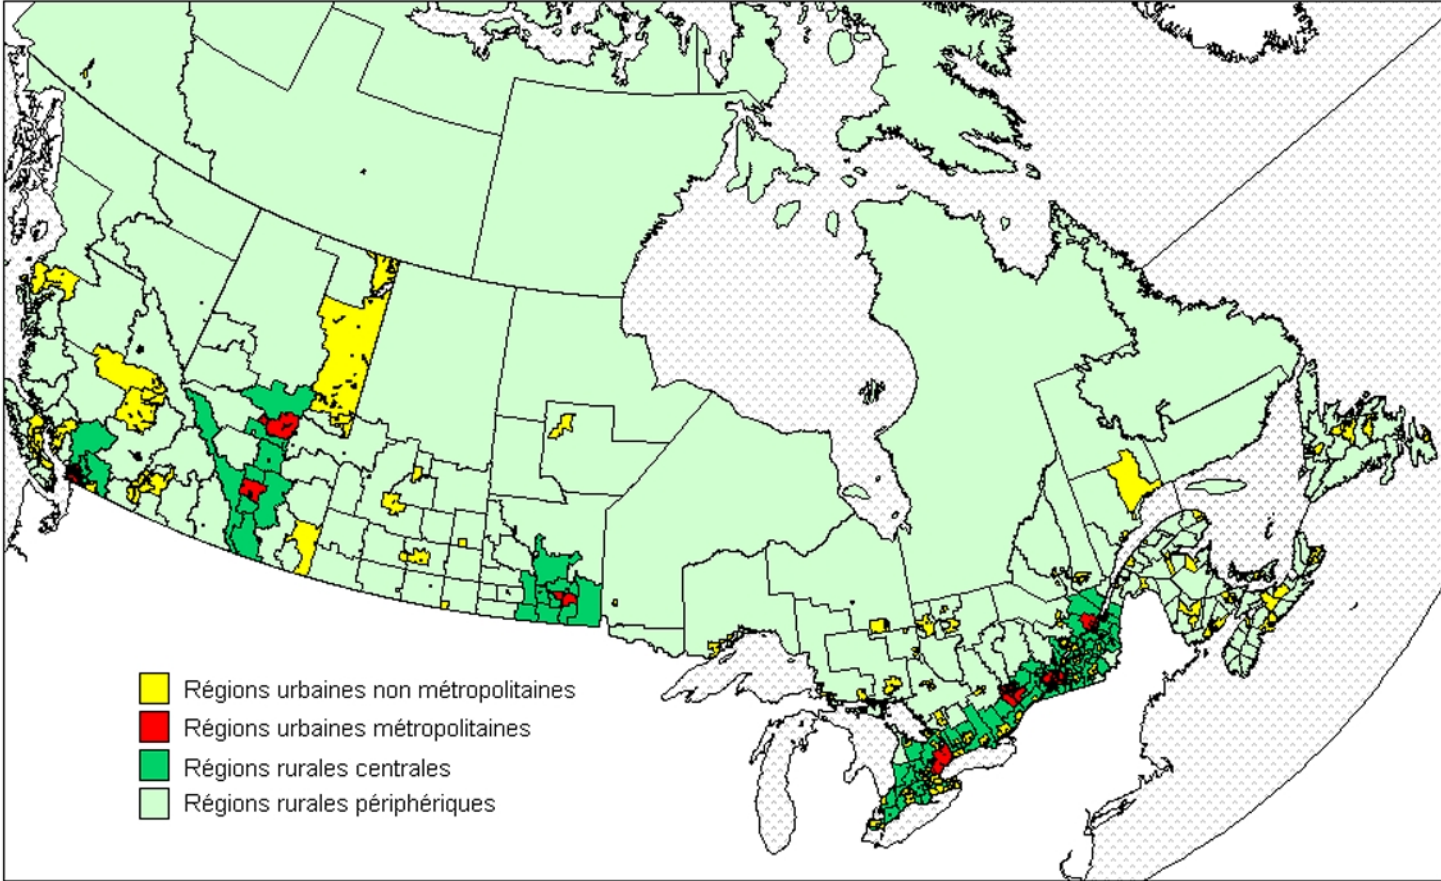 Régions urbaines non métropolitaines
Régions urbaines métropolitaines
Régions rurales centrales
Régions rurales périphériques